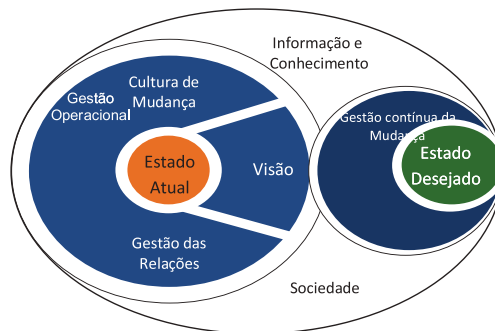 Informação e
Conhecimento
Cultura de
Mudança
Gestão
Operacional
Estado
Atual
Visão
Gestão das
Relações
Gestão contínua da
Mudança
Estado
Desejado
Sociedade